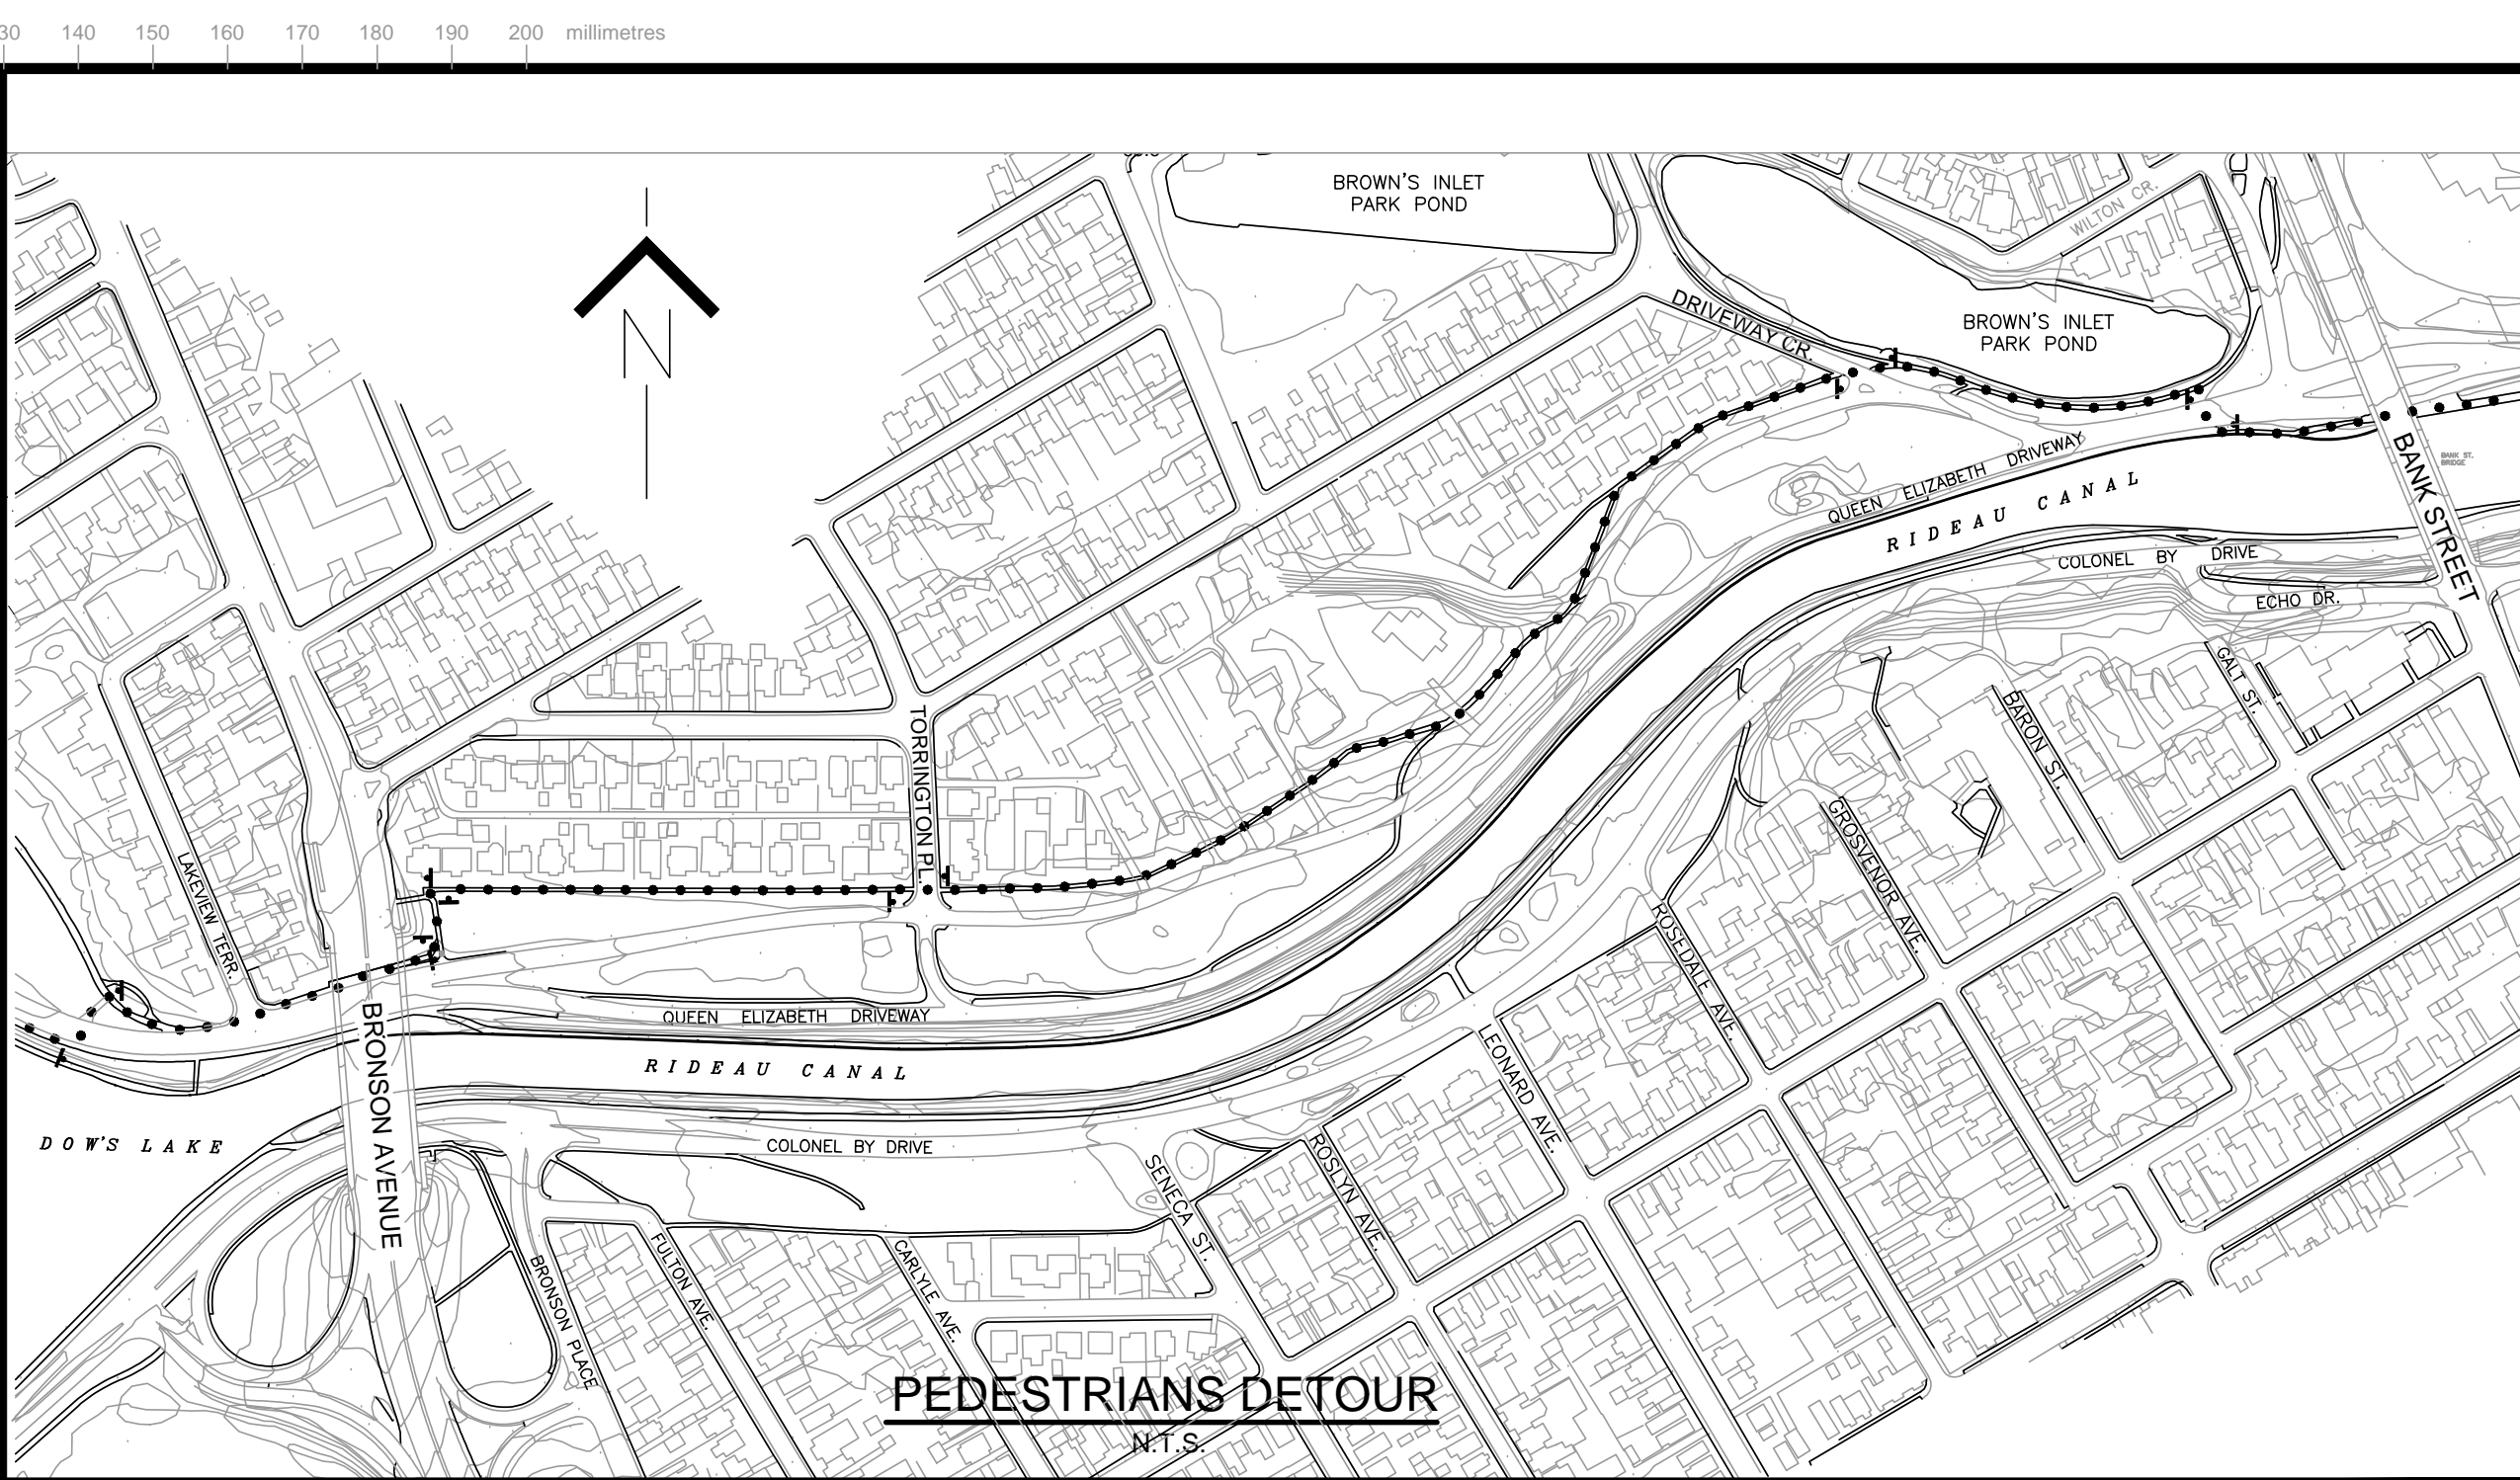 30 140 150 160 170 180 190 200 millimetres
BROWN'S INLET
PARK POND
WILTON CR.
N
DRIVEWAY CR.
BROWN'S INLET
PARK POND
QUEEN ELIZABETH DRIVEWAY
RIDEAU CANAL
BANK STREET
BANK ST.
BRIDGE
COLONEL BY DRIVE
ECHO DR.
GALT ST.
BARON ST.
TORRINGTON PL.
GROSVENOR AVE.
LAKEVIEW TERR.
ROSEDALE AVE.
BRONSON AVENUE
QUEEN ELIZABETH DRIVEWAY
RIDEAU CANAL
LEONARD AVE.
DOW'S LAKE
COLONEL BY DRIVE
SENECA ST.
ROSLYN AVE.
BRONSON PLACE
FULTON AVE.
CARLYLE AVE.
PEDESTRIANS DETOUR
N.T.S.